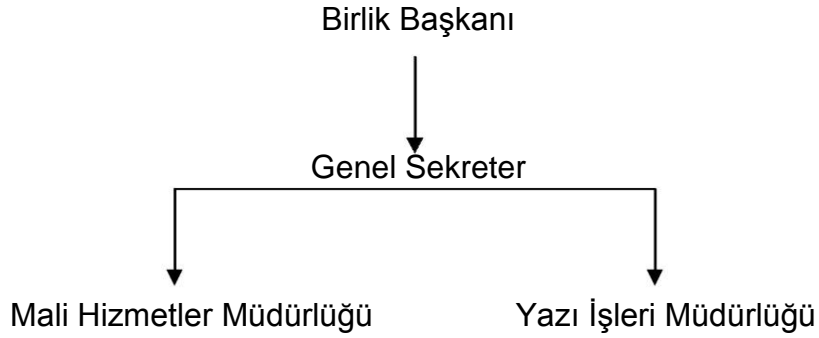 Birlik Başkanı
Genel Sekreter
Mali Hizmetler Müdürlüğü
Yazı İşleri Müdürlüğü